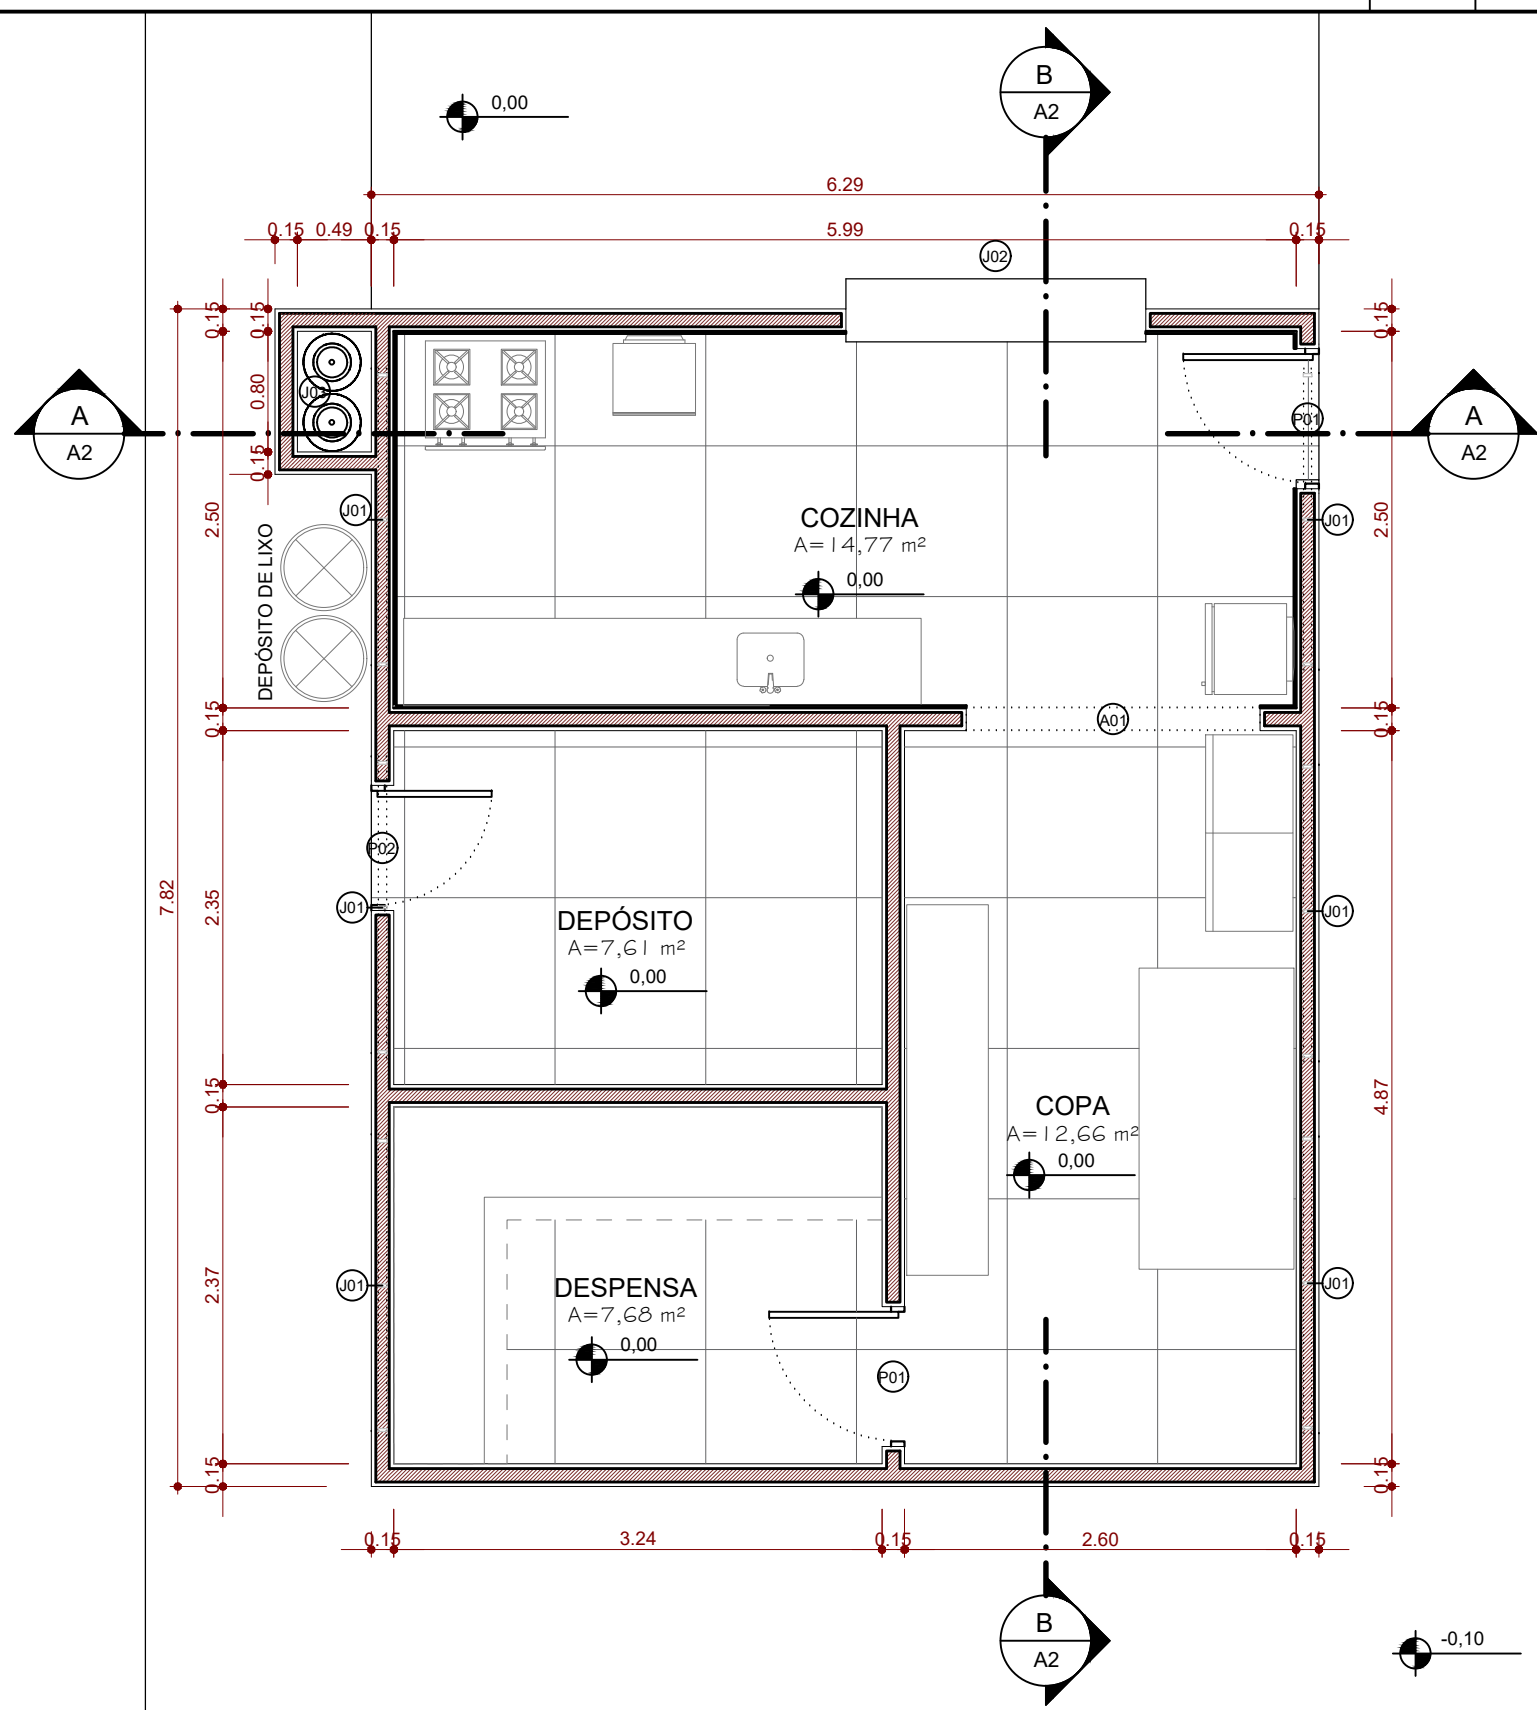 B
A2
0,00
6.29
0.15
0.49
0.15
5.99
0.15
J02
0.15
0.15
0.15
J03
0.80
P01
A
A2
A
A2
0.15
J01
2.50
COZINHA
A=14,77 m²
0,00
J01
2.50
DEPÓSITO DE LIXO
0.15
A01
0.15
P02
7.82
2.35
J01
DEPÓSITO
A=7,61 m²
0,00
J01
0.15
4.87
COPA
A=12,66 m²
0,00
2.37
J01
DESPENSA
A=7,68 m²
0,00
J01
P01
0.15
0.15
0.15
3.24
0.15
2.60
0.15
B
A2
-0,10